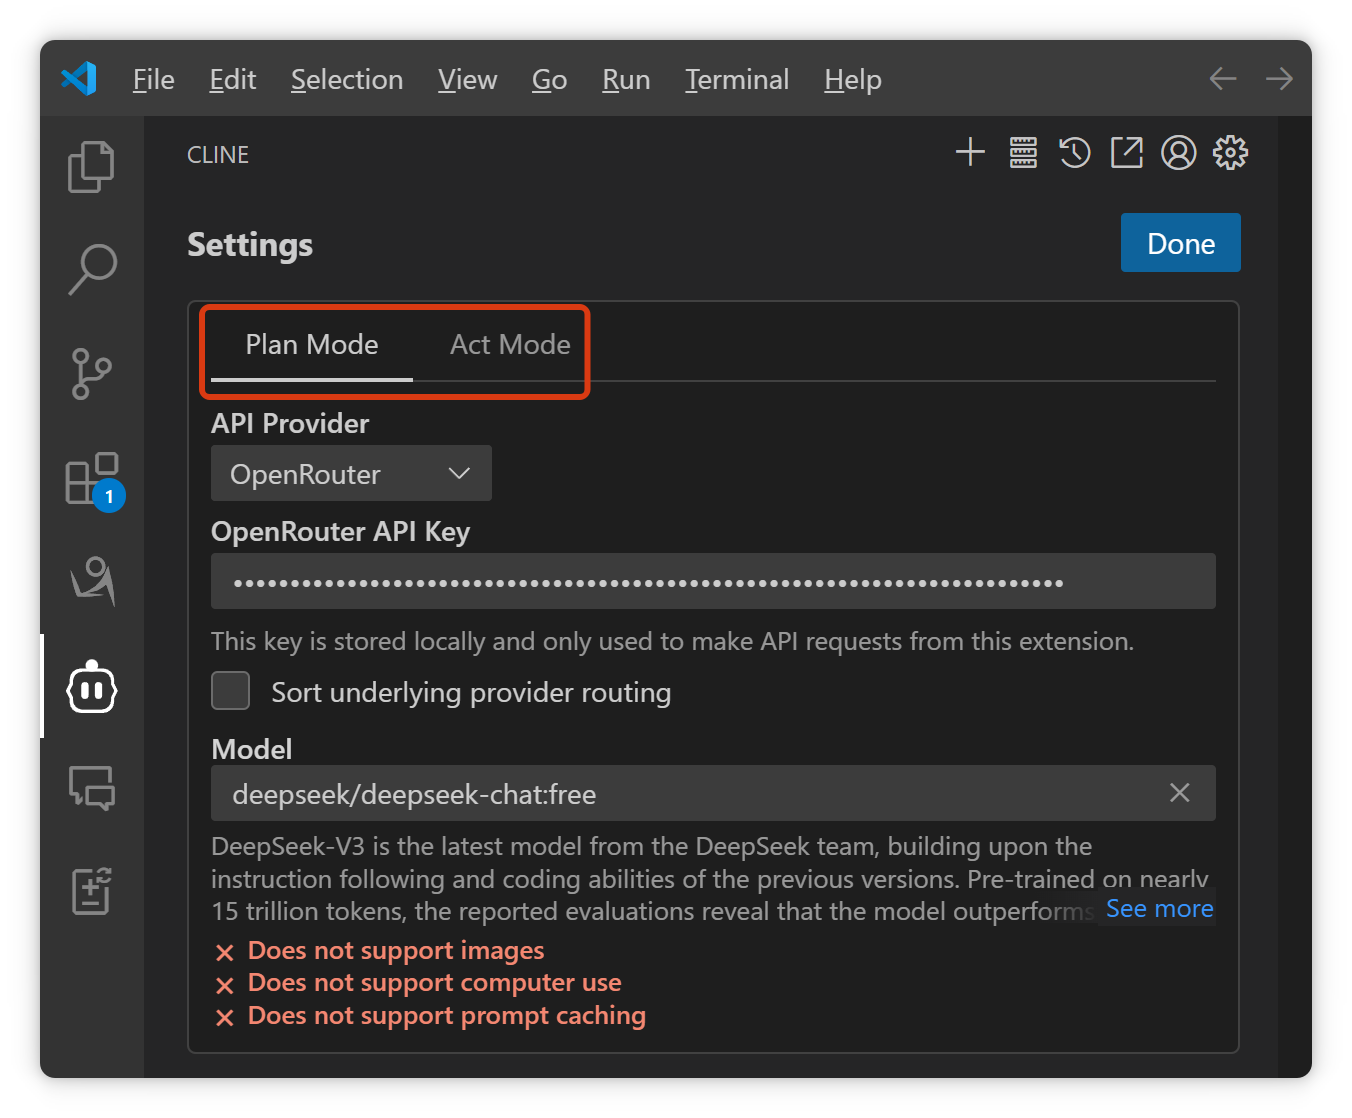 File Edit Selection View Go Run Terminal Help
CLINE
Settings
Done
Plan Mode Act Mode
API Provider
OpenRouter
1
OpenRouter API Key
••••••••••••••••••••••••••••••••••••••••••••••••••••••••••••••••••••••••••
This key is stored locally and only used to make API requests from this extension.
Sort underlying provider routing
Model
deepseek/deepseek-chat:free
DeepSeek-V3 is the latest model from the DeepSeek team, building upon the
instruction following and coding abilities of the previous versions. Pre-trained on nearly
15 trillion tokens, the reported evaluations reveal that the model outperforms See more
Does not support images
Does not support computer use
Does not support prompt caching